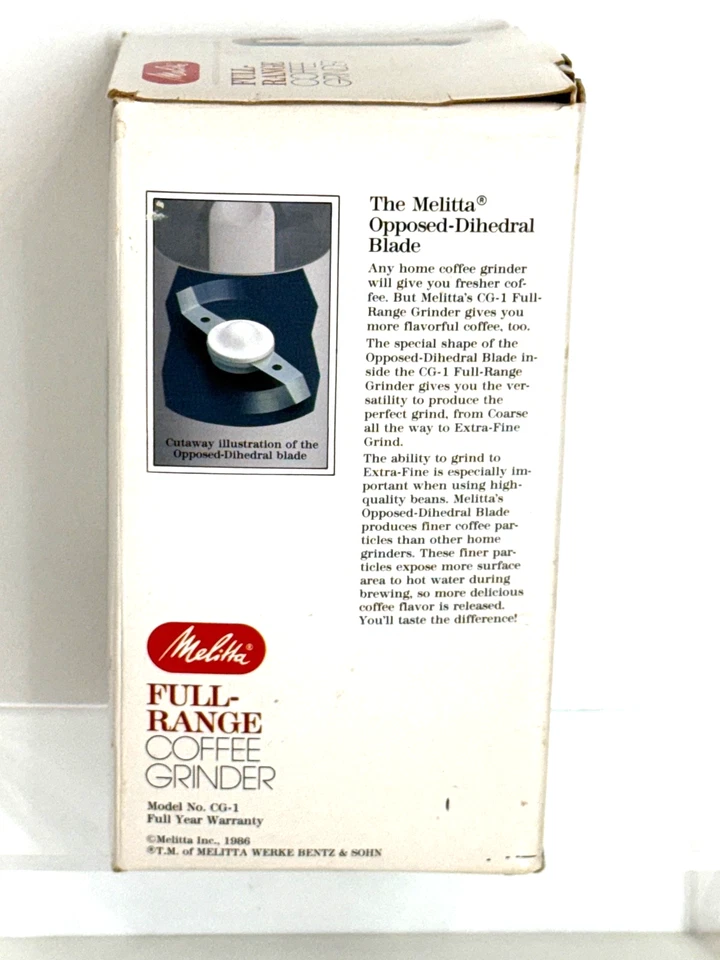 Melitta
FULL-
RANGE
COFFEE
GRINDER
The Melitta®
Opposed-Dihedral
Blade
Any home coffee grinder
will give you fresher cof-
fee. But Melitta's CG-1 Full-
Range Grinder gives you
more flavorful coffee, too.
The special shape of the
Opposed-Dihedral Blade in-
side the CG-1 Full-Range
Grinder gives you the ver-
satility to produce the
perfect grind, from Coarse
all the way to Extra-Fine
Grind.
The ability to grind to
Extra-Fine is especially im-
portant when using high-
quality beans. Melitta's
Opposed-Dihedral Blade
produces finer coffee par-
ticles than other home
grinders. These finer par-
ticles expose more surface
area to hot water during
brewing, so more delicious
coffee flavor is released.
You'll taste the difference!
Cutaway illustration of the
Opposed-Dihedral blade
Melitta®
FULL-
RANGE
COFFEE
GRINDER
Model No. CG-1
Full Year Warranty
©Melitta Inc., 1986
®T.M. of MELITTA WERKE BENTZ & SOHN